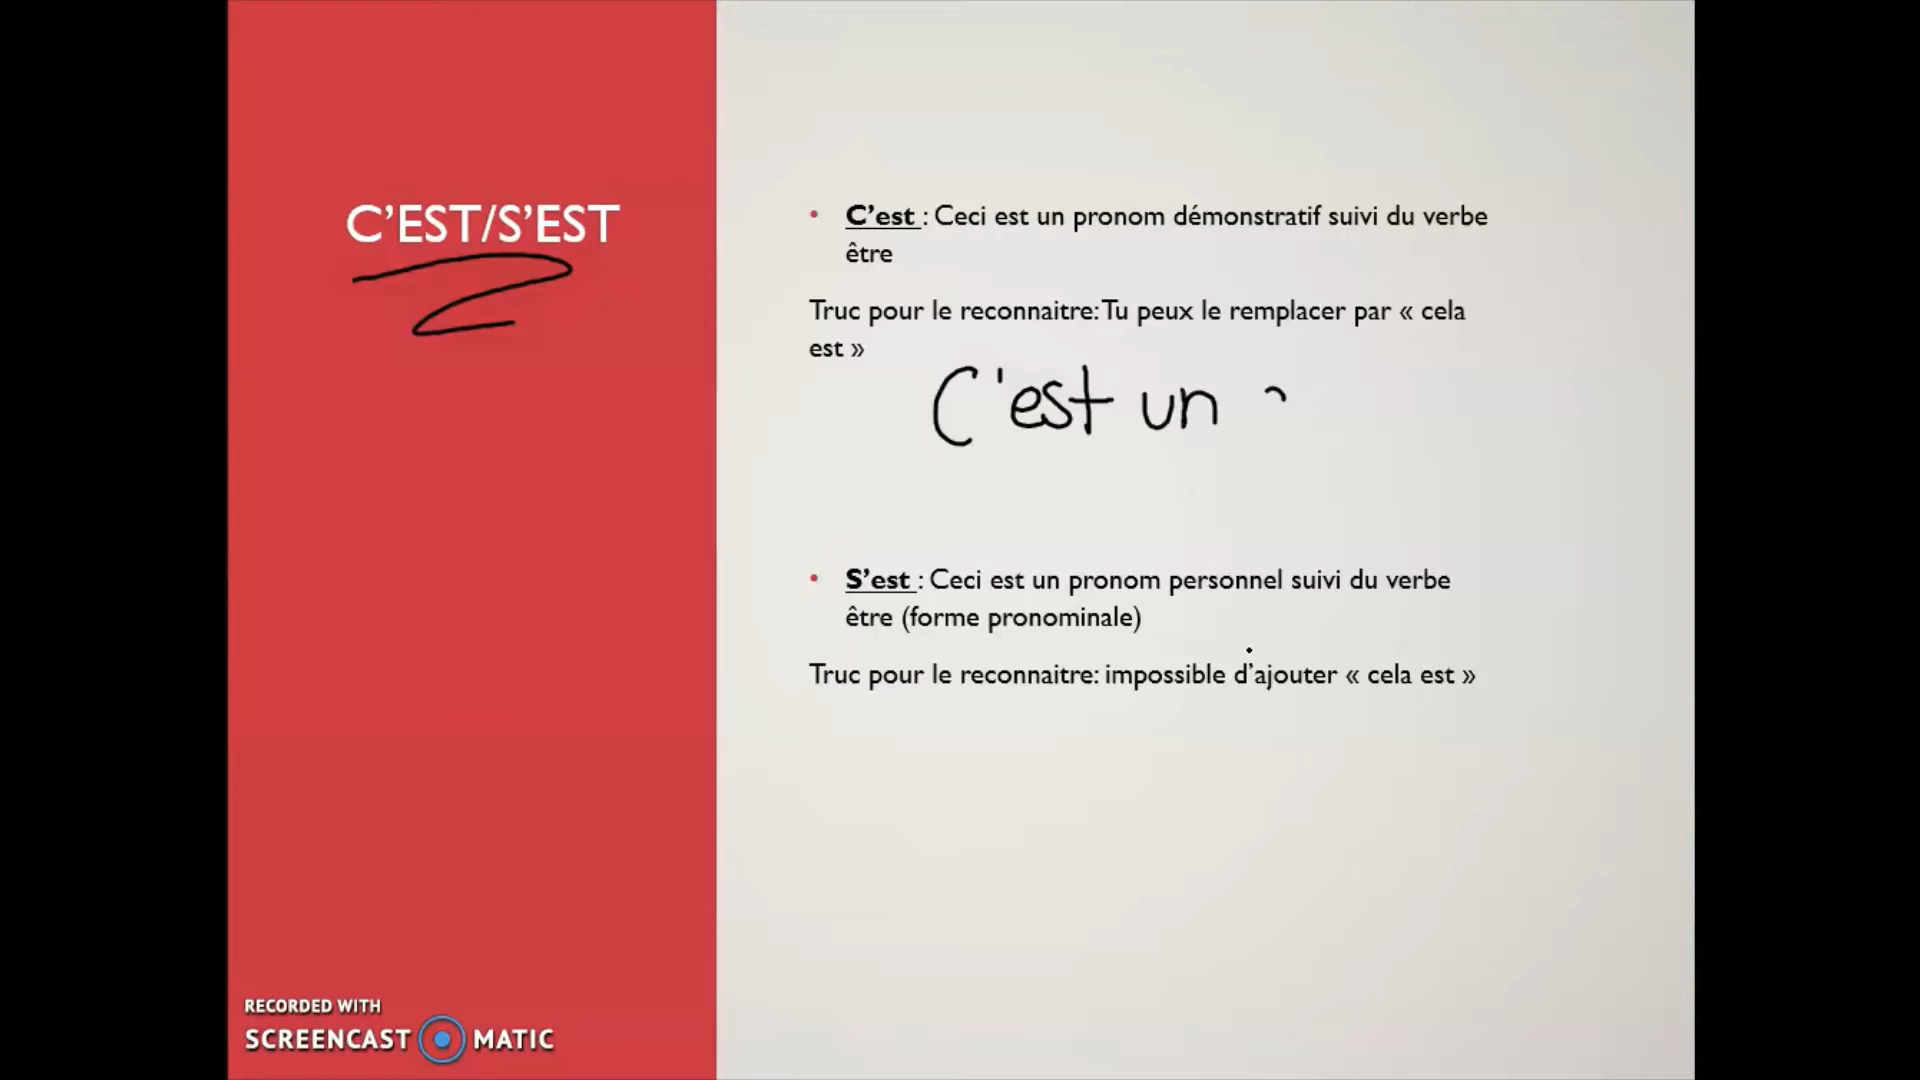 C'EST/S'EST
• C'est : Ceci est un pronom démonstratif suivi du verbe
être
Truc pour le reconnaitre: Tu peux le remplacer par « cela
est »
C'est un
• S'est : Ceci est un pronom personnel suivi du verbe
être (forme pronominale)
Truc pour le reconnaitre: impossible d'ajouter « cela est »
RECORDED WITH
SCREENCAST MATIC